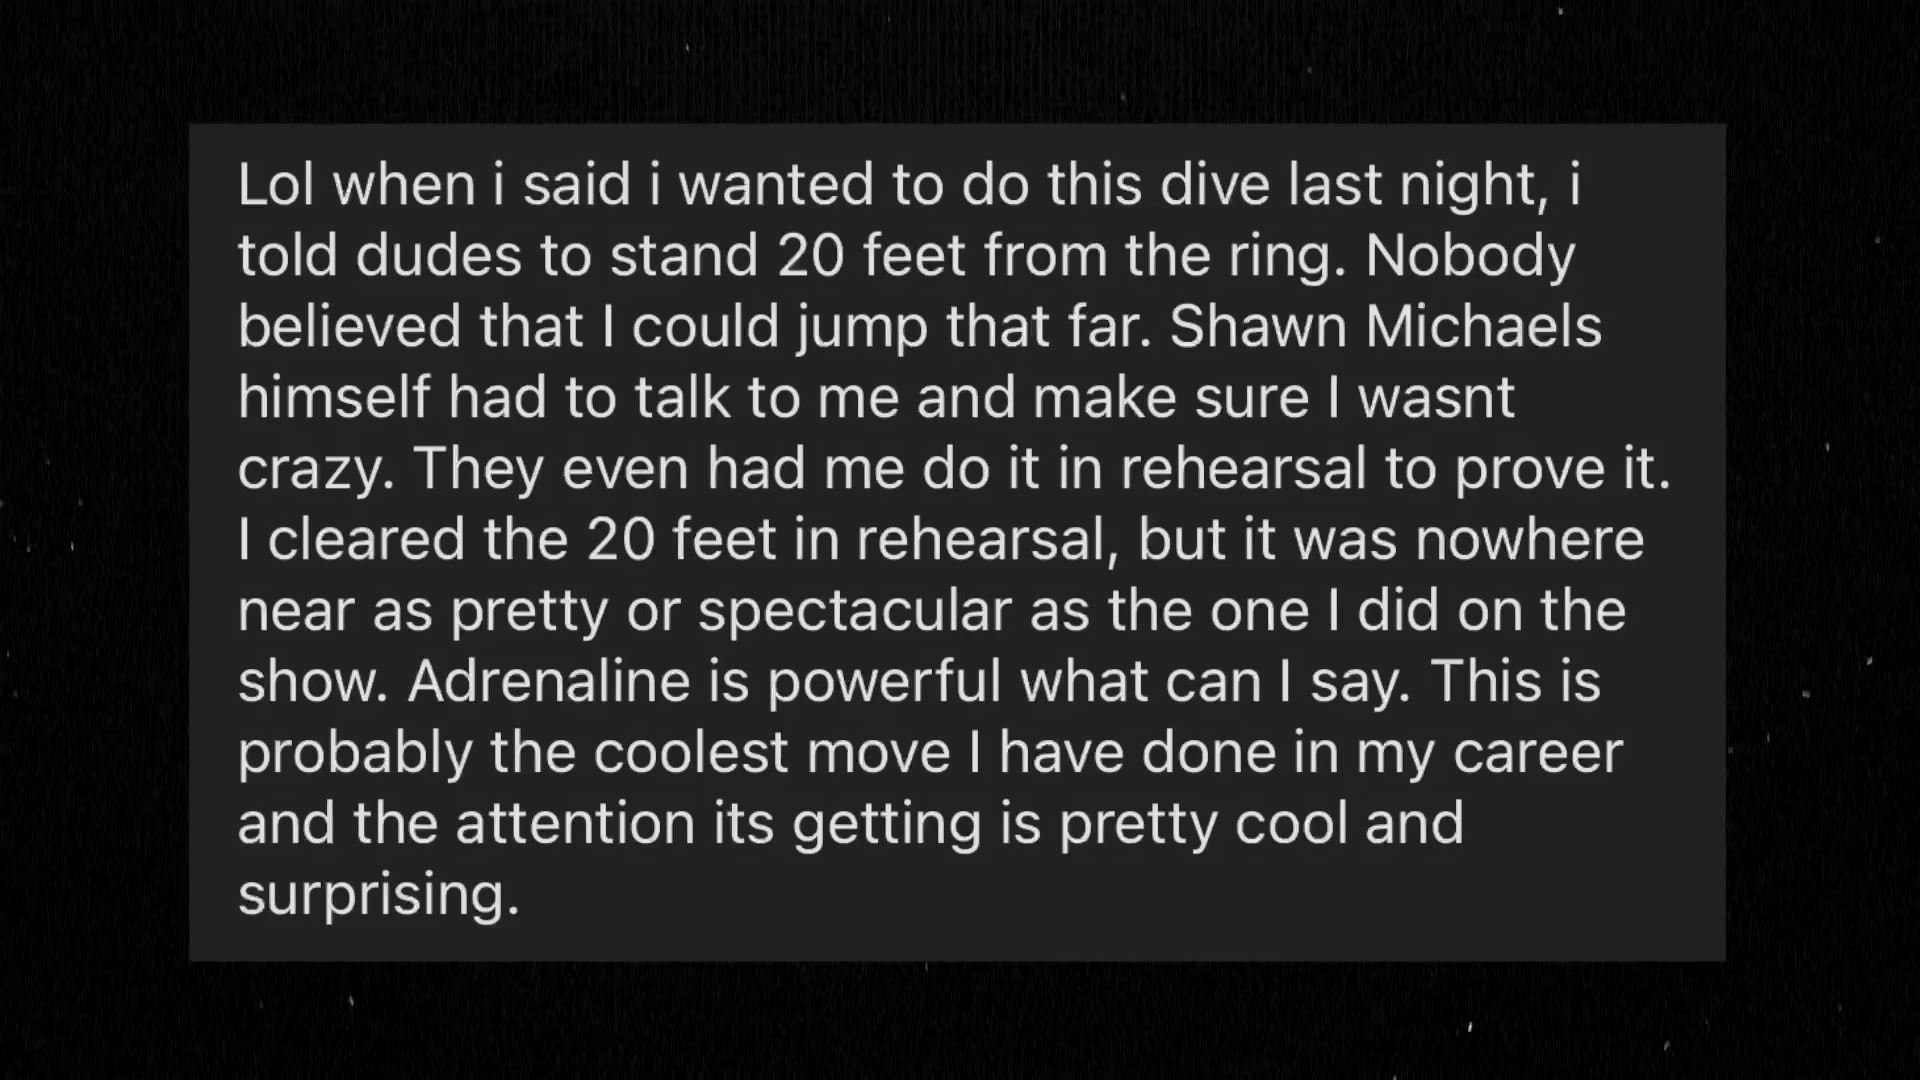 Lol when i said i wanted to do this dive last night, i
told dudes to stand 20 feet from the ring. Nobody
believed that I could jump that far. Shawn Michaels
himself had to talk to me and make sure I wasnt
crazy. They even had me do it in rehearsal to prove it.
I cleared the 20 feet in rehearsal, but it was nowhere
near as pretty or spectacular as the one I did on the
show. Adrenaline is powerful what can I say. This is
probably the coolest move I have done in my career
and the attention its getting is pretty cool and
surprising.